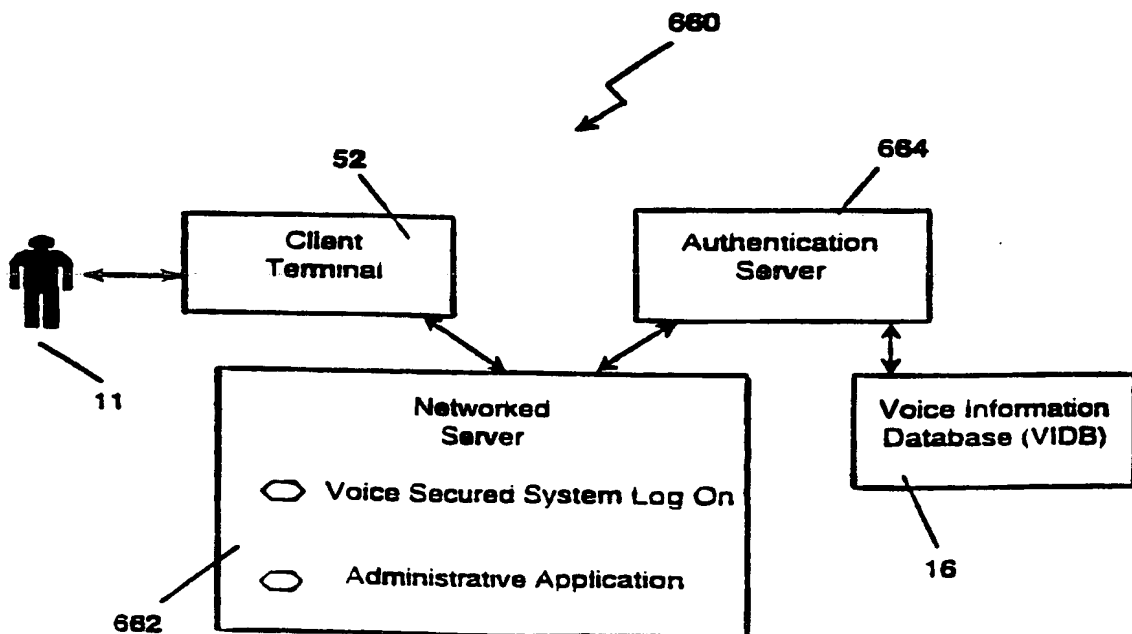 660
52
664
Client
Terminal
Authentication
Server
11
Networked
Server
Voice Information
Database (VIDB)
Voice Secured System Log On
16
Administrative Application
662